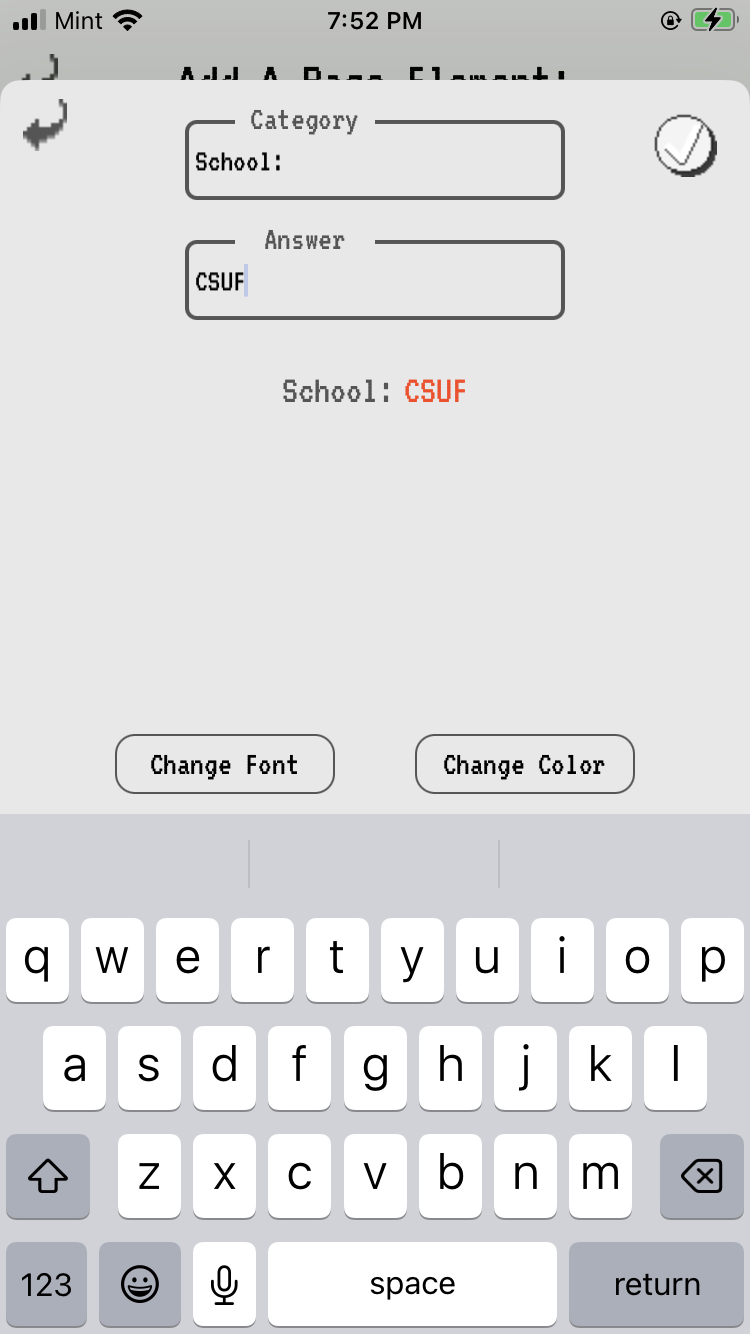 Mint 7:52 PM
Add A Page Element:
Category
School:
Answer
CSUF
School: CSUF
Change Font Change Color
q w e r t y u i o p
a s d f g h j k l
z x c v b n m
123 space return